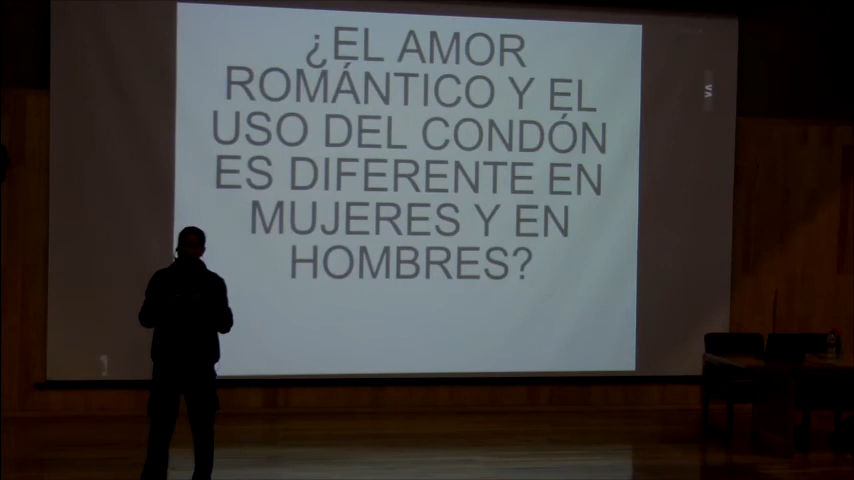 ¿EL AMOR
ROMÁNTICO Y EL
USO DEL CONDÓN
ES DIFERENTE EN
MUJERES Y EN
HOMBRES?